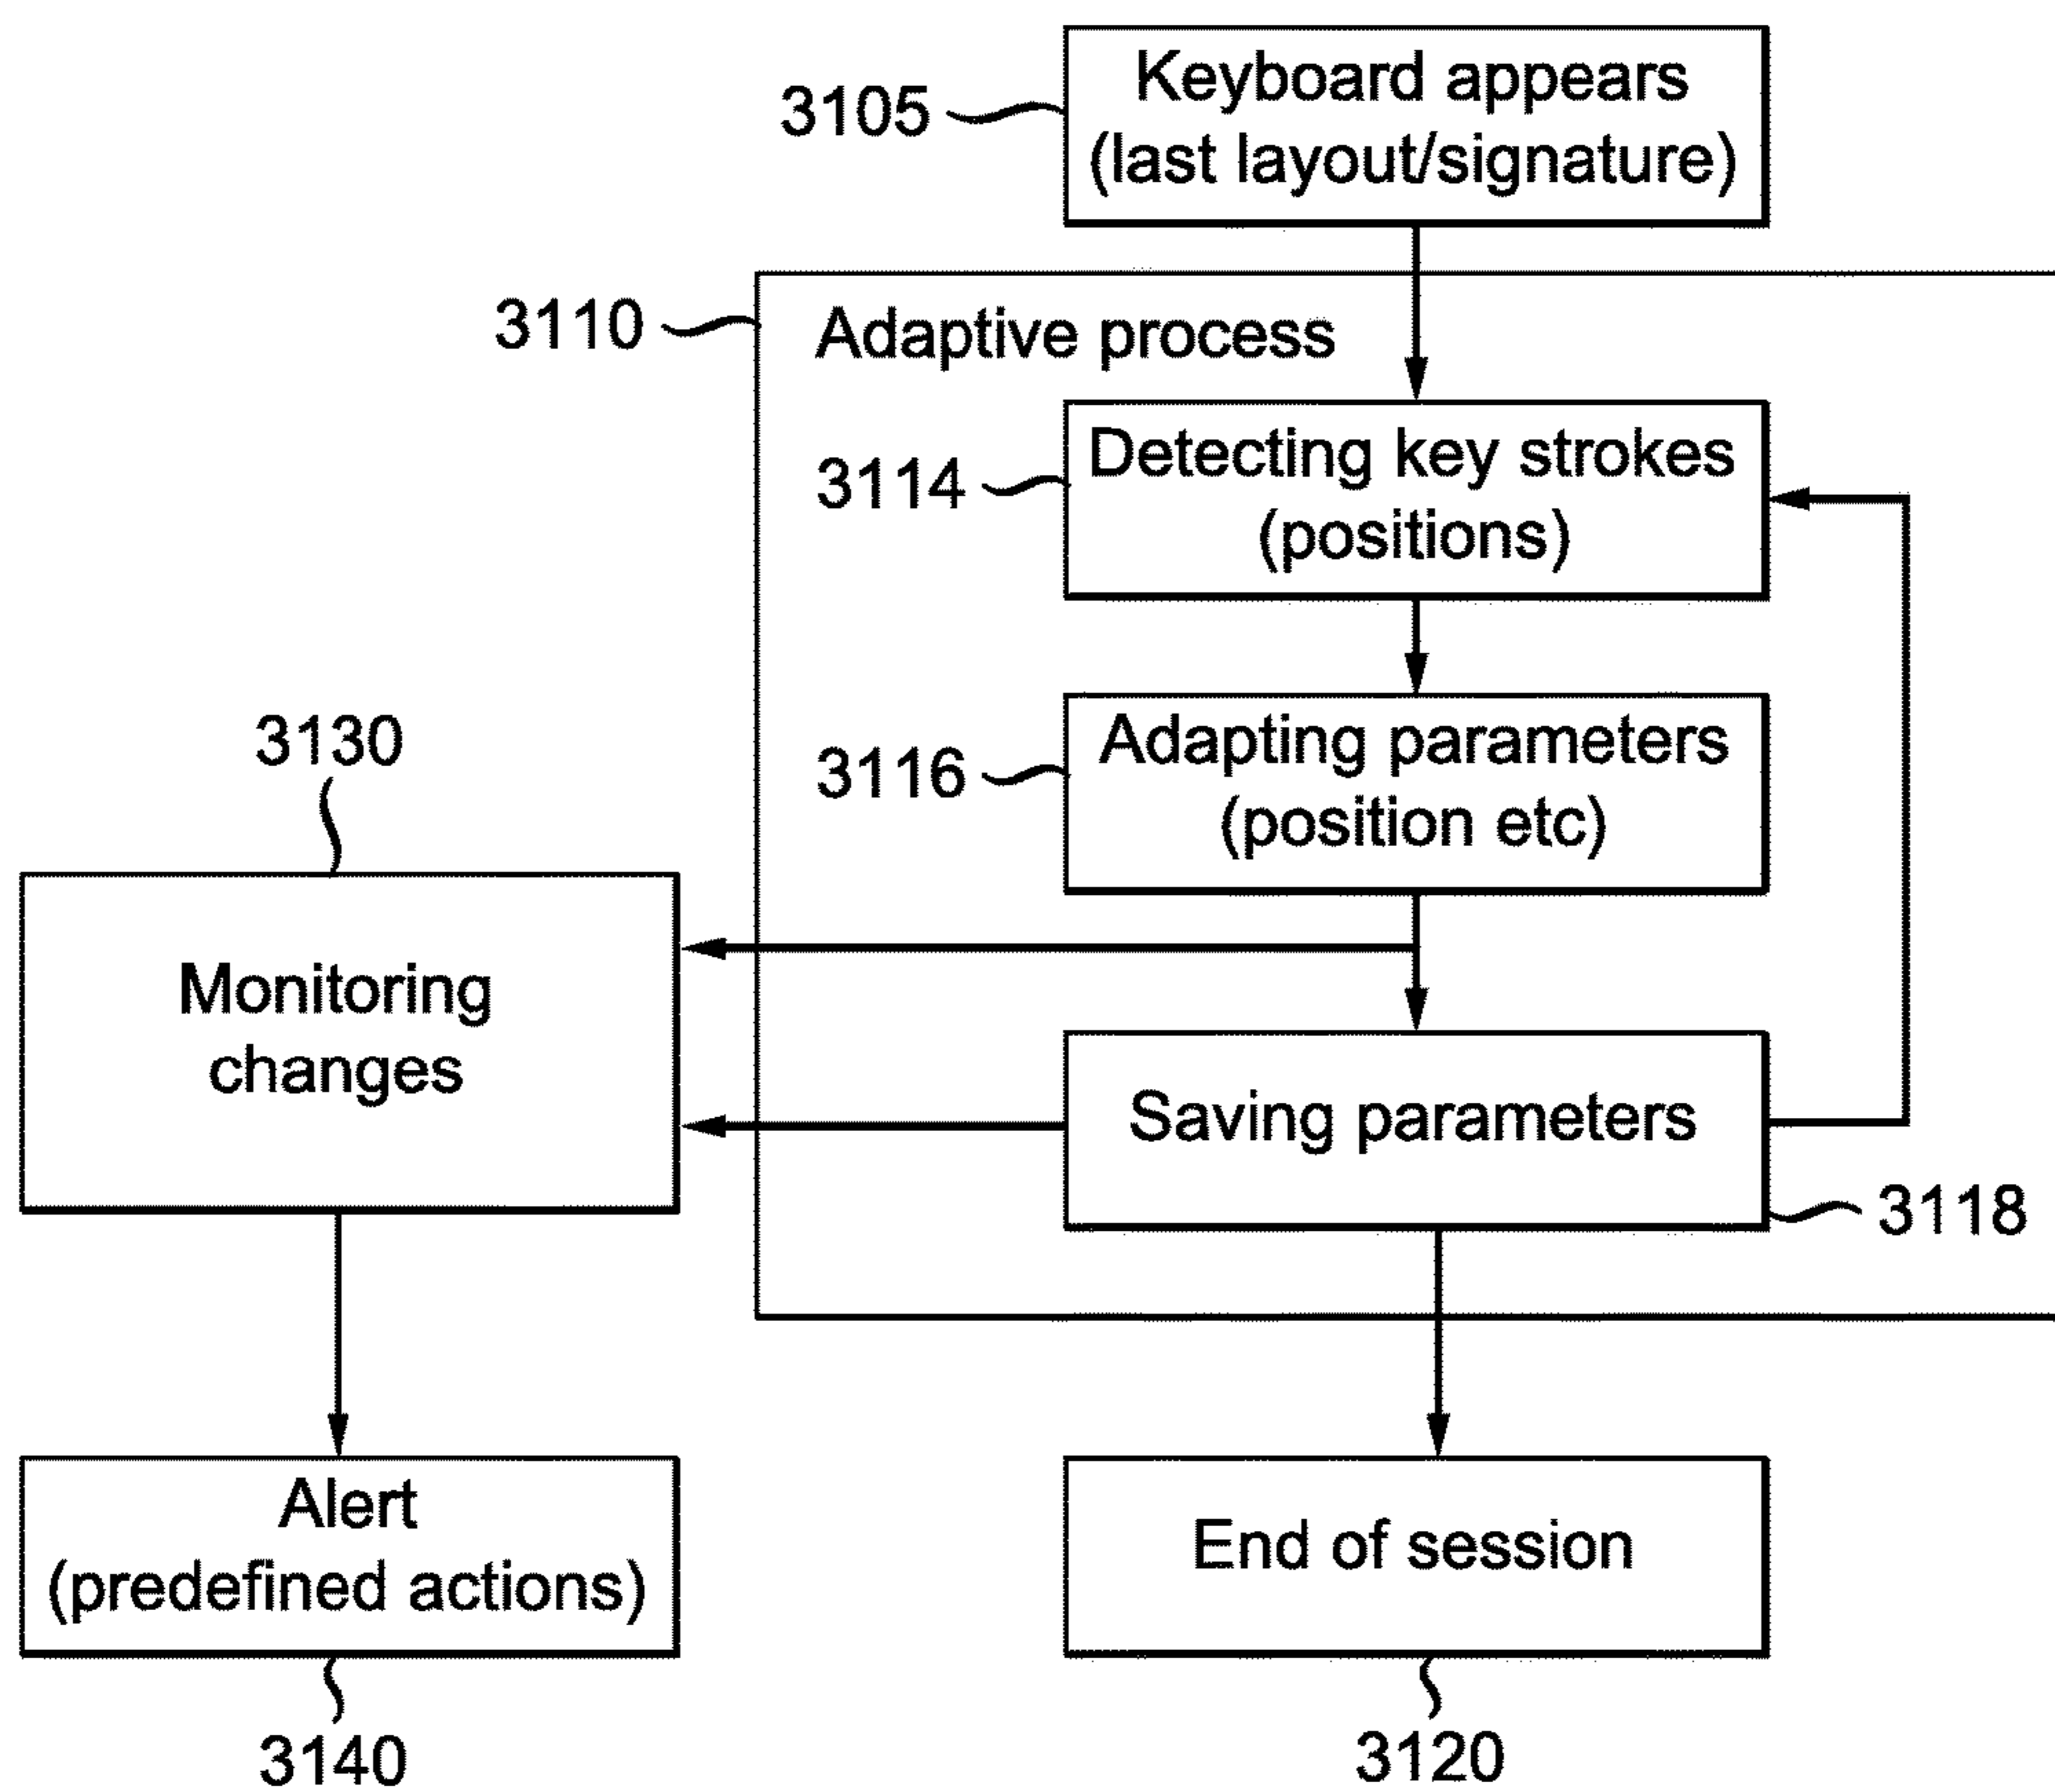 Keyboard appears
(last layout/signature)
3105
3110
Adaptive process
Detecting key strokes
(positions)
3114
Adapting parameters
(position etc)
3116
3130
Monitoring
changes
Saving parameters
3118
Alert
(predefined actions)
3140
End of session
3120